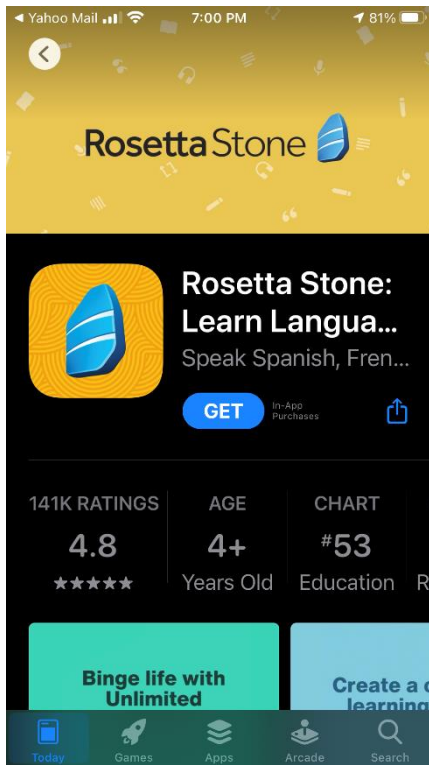 ◀ Yahoo Mail 7:00 PM 81%
Rosetta Stone
Rosetta Stone:
Learn Langua...
Speak Spanish, Fren...
GET
In-App
Purchases
141K RATINGS AGE CHART
4.8 4+ #53
★★★★★ Years Old Education R
Binge life with
Unlimited
Create a c
learning
Today Games Apps Arcade Search